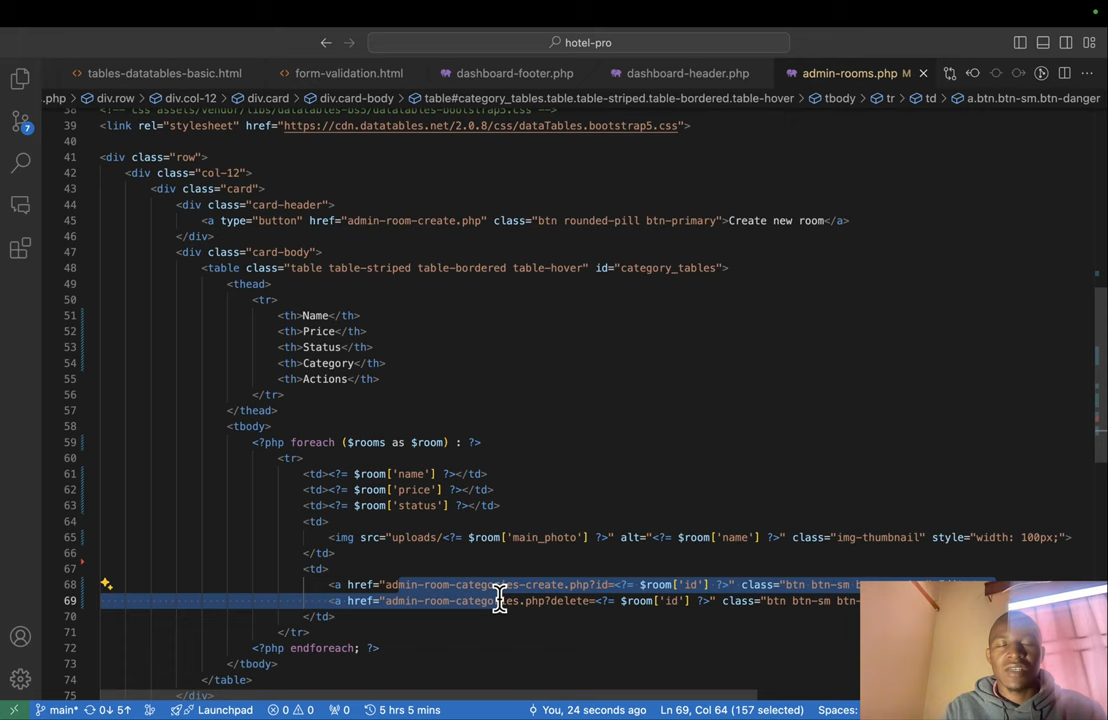 hotel-pro
tables-datatables-basic.html form-validation.html dashboard-footer.php dashboard-header.php admin-rooms.php M
.php div.row div.col-12 div.card div.card-body table#category_tables.table.table-striped.table-bordered.table-hover tbody tr td a.btn.btn-sm.btn-danger
39 <link rel="stylesheet" href="https://cdn.datatables.net/2.0.8/css/dataTables.bootstrap5.css">
40
41 <div class="row">
42 <div class="col-12">
43 <div class="card">
44 <div class="card-header">
45 <a type="button" href="admin-room-create.php" class="btn rounded-pill btn-primary">Create new room</a>
46 </div>
47 <div class="card-body">
48 <table class="table table-striped table-bordered table-hover" id="category_tables">
49 <thead>
50 <tr>
51 <th>Name</th>
52 <th>Price</th>
53 <th>Status</th>
54 <th>Category</th>
55 <th>Actions</th>
56 </tr>
57 </thead>
58 <tbody>
59 <?php foreach ($rooms as $room) : ?>
60 <tr>
61 <td><?= $room['name'] ?></td>
62 <td><?= $room['price'] ?></td>
63 <td><?= $room['status'] ?></td>
64 <td>
65 <img src="uploads/<?= $room['main_photo'] ?>" alt="<?= $room['name'] ?>" class="img-thumbnail" style="width: 100px;">
66 </td>
67 <td>
68 <a href="admin-room-categories-create.php?id=<?= $room['id'] ?>" class="btn btn-sm
69 <a href="admin-room-categories.php?delete=<?= $room['id'] ?>" class="btn btn-sm btn-
70 </td>
71 </tr>
72 <?php endforeach; ?>
73 </tbody>
74 </table>
75 </div>
7
main* 0↓ 5↑ Launchpad 0 0 0 5 hrs 5 mins You, 24 seconds ago Ln 69, Col 64 (157 selected) Spaces: